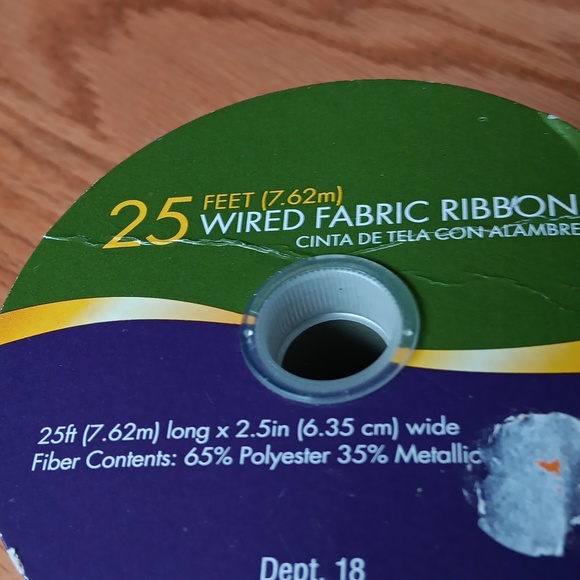 25 FEET (7.62m)
WIRED FABRIC RIBBON
CINTA DE TELA CON ALAMBRE
25ft (7.62m) long x 2.5in (6.35 cm) wide
Fiber Contents: 65% Polyester 35% Metallic
Dept. 18